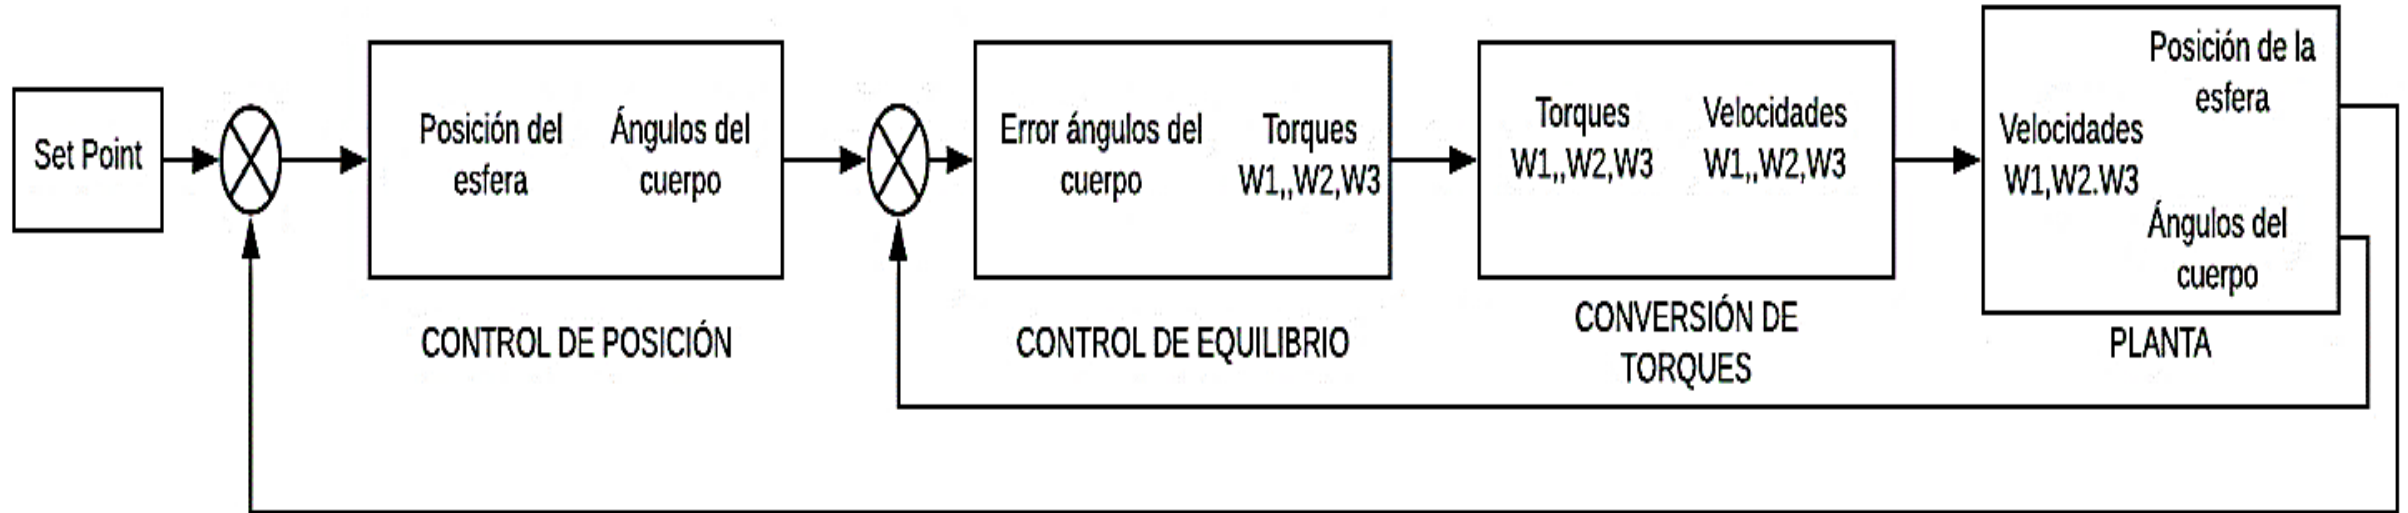 Set Point
Posición del
esfera
Ángulos del
cuerpo
CONTROL DE POSICIÓN
Error ángulos del
cuerpo
Torques
W1,,W2,W3
CONTROL DE EQUILIBRIO
Torques
W1,,W2,W3
Velocidades
W1,,W2,W3
CONVERSIÓN DE
TORQUES
Velocidades
W1,W2.W3
Posición de la
esfera
Ángulos del
cuerpo
PLANTA